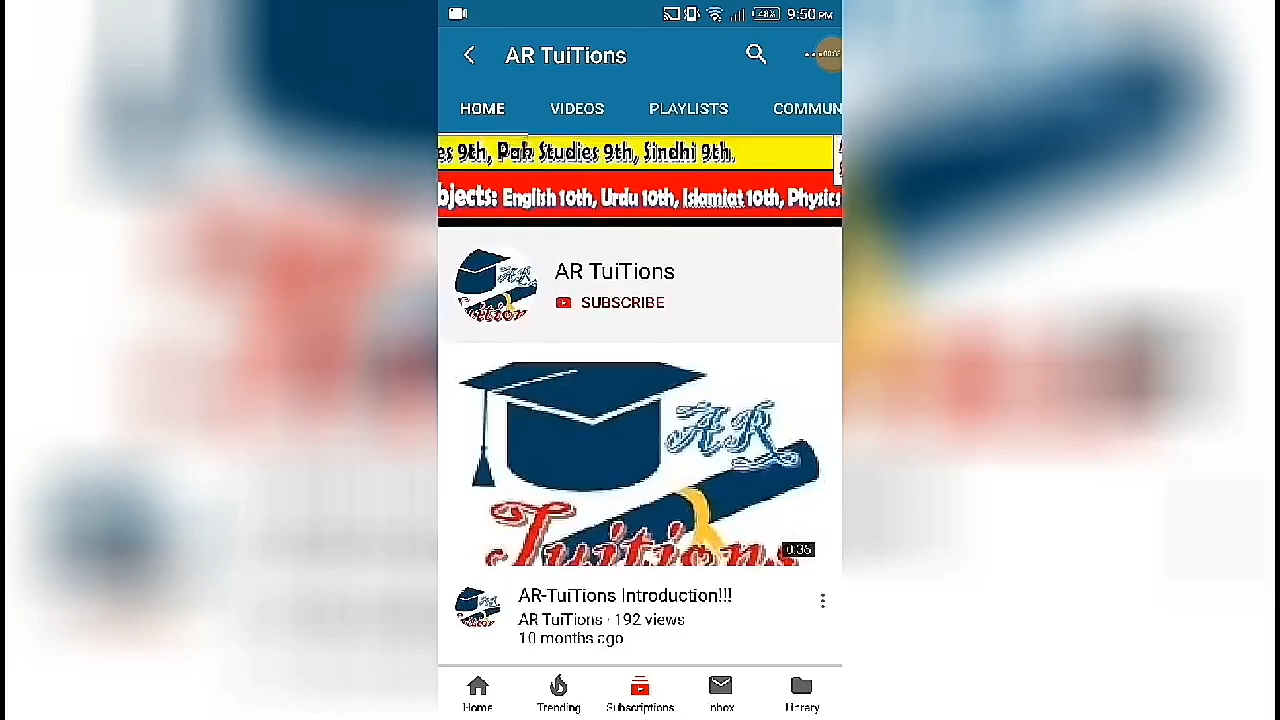 9:50 PM
AR TuiTions
HOME VIDEOS PLAYLISTS COMMUN
es 9th, Pak Studies 9th, Sindhi 9th.
bjects: English 10th, Urdu 10th, Islamiat 10th, Physics
AR TuiTions
SUBSCRIBE
AR
Tuitions
0:36
AR-TuiTions Introduction!!!
AR TuiTions · 192 views
10 months ago
Home Trending Subscriptions Inbox Library